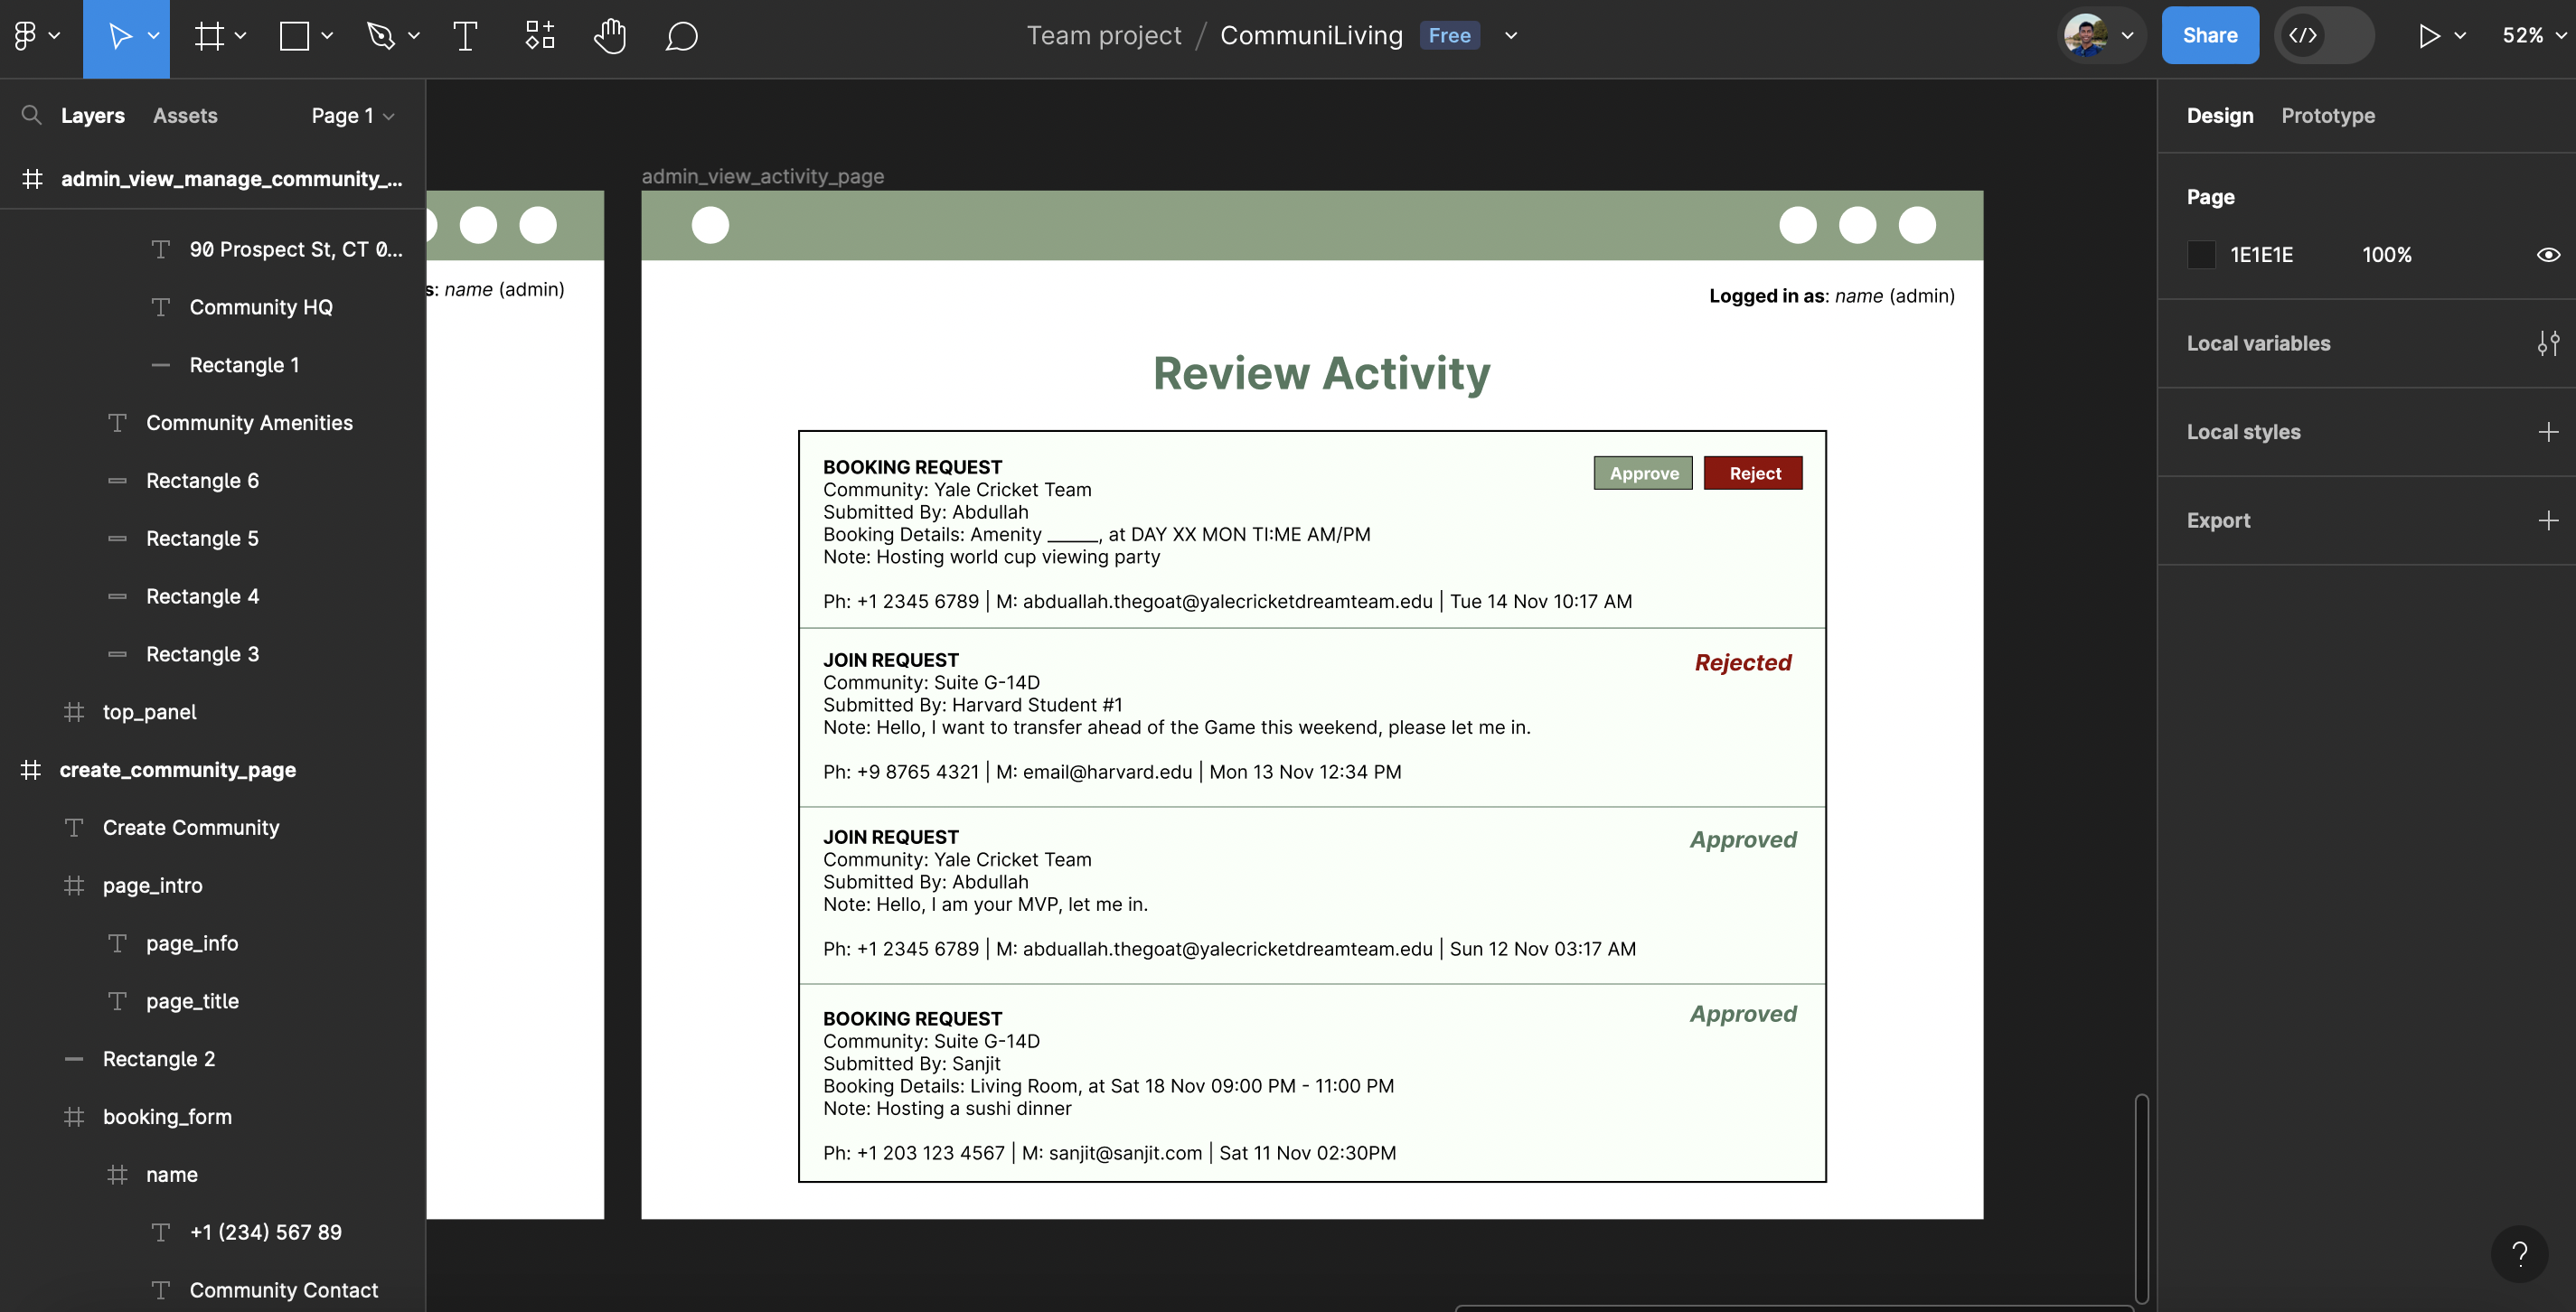 Team project / CommuniLiving Free
Share
52%
Layers Assets Page 1
admin_view_manage_community_...
90 Prospect St, CT 0...
Community HQ
Rectangle 1
Community Amenities
Rectangle 6
Rectangle 5
Rectangle 4
Rectangle 3
top_panel
create_community_page
Create Community
page_intro
page_info
page_title
Rectangle 2
booking_form
name
+1 (234) 567 89
Community Contact
s: name (admin)
admin_view_activity_page
Logged in as: name (admin)
Review Activity
BOOKING REQUEST
Approve Reject
Community: Yale Cricket Team
Submitted By: Abdullah
Booking Details: Amenity _____, at DAY XX MON TI:ME AM/PM
Note: Hosting world cup viewing party
Ph: +1 2345 6789 | M: abduallah.thegoat@yalecricketdreamteam.edu | Tue 14 Nov 10:17 AM
JOIN REQUEST
Rejected
Community: Suite G-14D
Submitted By: Harvard Student #1
Note: Hello, I want to transfer ahead of the Game this weekend, please let me in.
Ph: +9 8765 4321 | M: email@harvard.edu | Mon 13 Nov 12:34 PM
JOIN REQUEST
Approved
Community: Yale Cricket Team
Submitted By: Abdullah
Note: Hello, I am your MVP, let me in.
Ph: +1 2345 6789 | M: abduallah.thegoat@yalecricketdreamteam.edu | Sun 12 Nov 03:17 AM
BOOKING REQUEST
Approved
Community: Suite G-14D
Submitted By: Sanjit
Booking Details: Living Room, at Sat 18 Nov 09:00 PM - 11:00 PM
Note: Hosting a sushi dinner
Ph: +1 203 123 4567 | M: sanjit@sanjit.com | Sat 11 Nov 02:30PM
Design Prototype
Page
1E1E1E 100%
Local variables
Local styles
Export
?